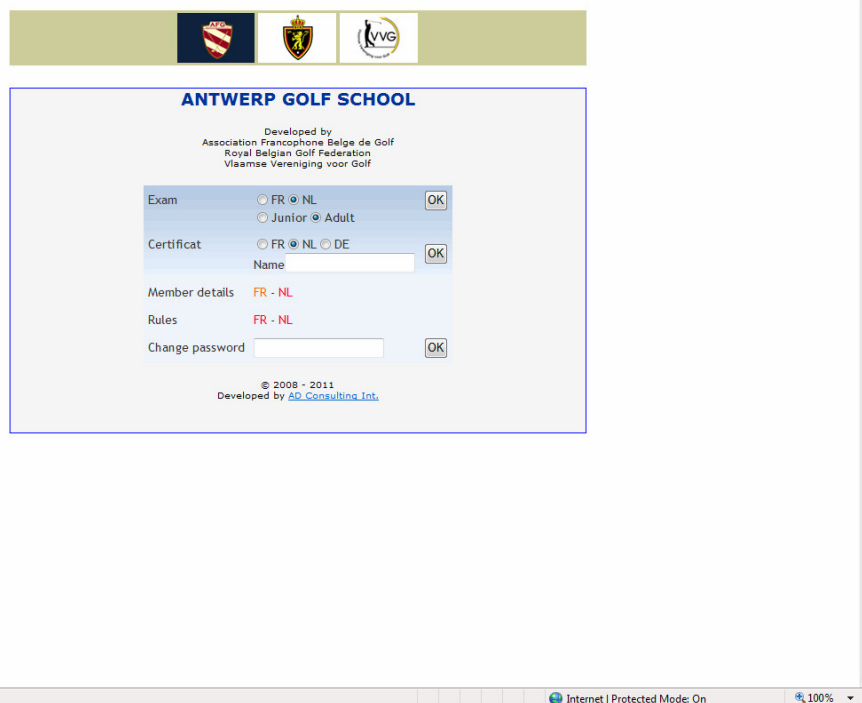 AFG
VVG
ANTWERP GOLF SCHOOL
Developed by
Association Francophone Belge de Golf
Royal Belgian Golf Federation
Vlaamse Vereniging voor Golf
Exam FR NL OK
Junior Adult
Certificat FR NL DE OK
Name
Member details FR - NL
Rules FR - NL
Change password OK
© 2008 - 2011
Developed by AD Consulting Int.
Internet | Protected Mode: On 100%